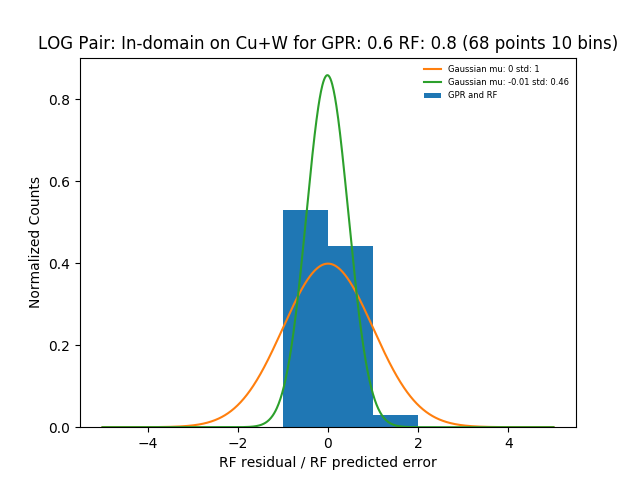 LOG Pair: In-domain on Cu+W for GPR: 0.6 RF: 0.8 (68 points 10 bins)
Gaussian mu: 0 std: 1
Gaussian mu: -0.01 std: 0.46
GPR and RF
Normalized Counts
0.8
0.6
0.4
0.2
0.0
−4 −2 0 2 4
RF residual / RF predicted error